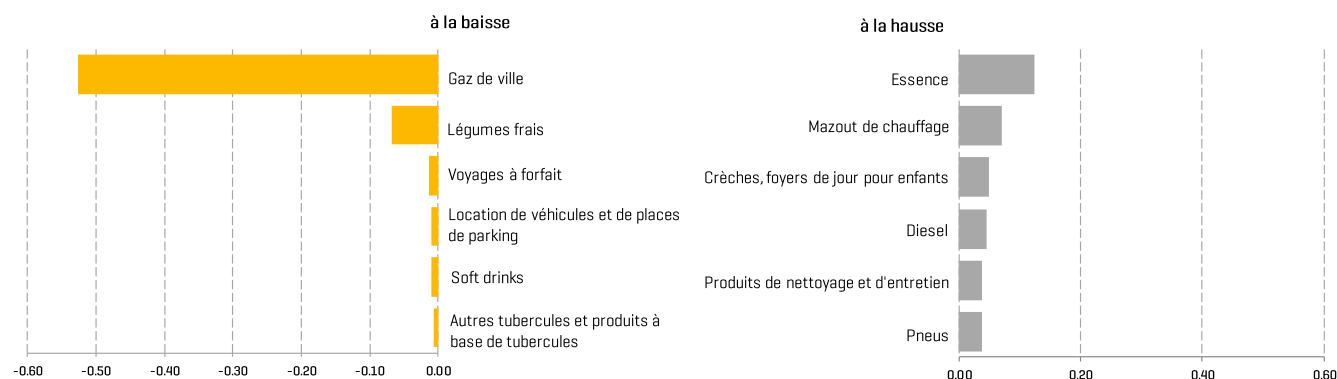 à la baisse
Gaz de ville
Légumes frais
Voyages à forfait
Location de véhicules et de places
de parking
Soft drinks
Autres tubercules et produits à
base de tubercules
-0.60 -0.50 -0.40 -0.30 -0.20 -0.10 0.00
à la hausse
Essence
Mazout de chauffage
Crèches, foyers de jour pour enfants
Diesel
Produits de nettoyage et d'entretien
Pneus
0.00 0.20 0.40 0.60